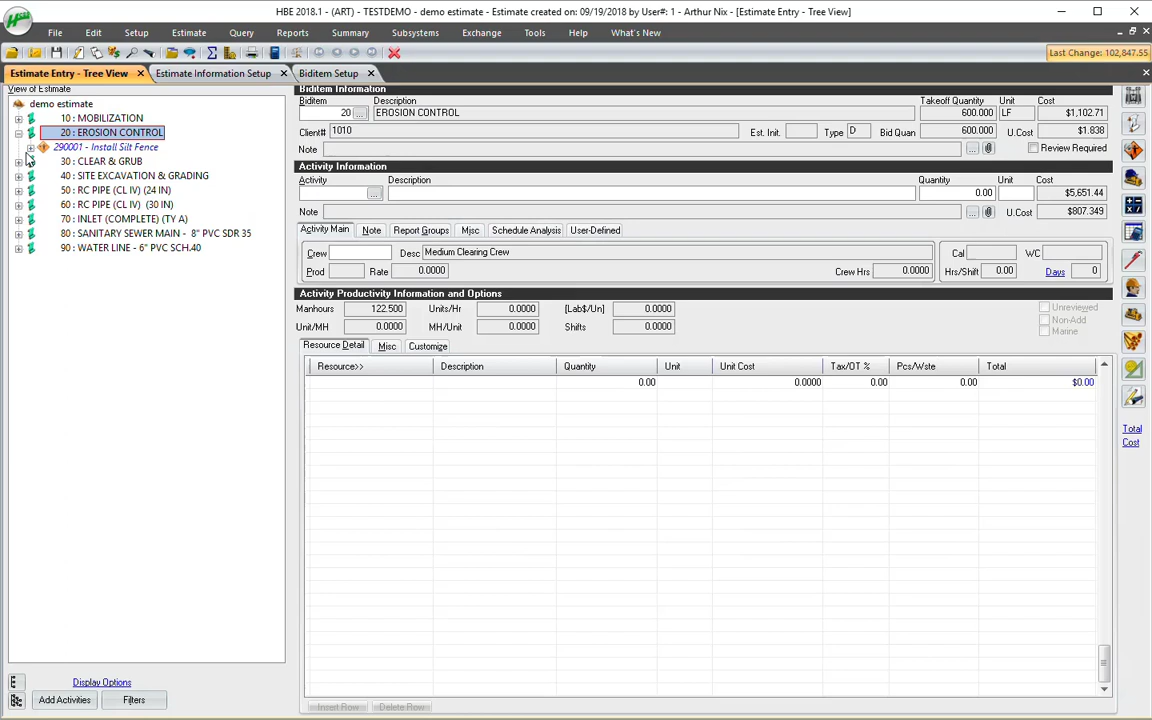 HBE 2018.1 - (ART) - TESTDEMO - demo estimate - Estimate created on: 09/19/2018 by User#: 1 - Arthur Nix - [Estimate Entry - Tree View]
File Edit Setup Estimate Query Reports Summary Subsystems Exchange Tools Help What's New
Last Change: 102,847.55
Estimate Entry - Tree View Estimate Information Setup Biditem Setup
View of Estimate
demo estimate
10 : MOBILIZATION
20 : EROSION CONTROL
290001 - Install Silt Fence
30 : CLEAR & GRUB
40 : SITE EXCAVATION & GRADING
50 : RC PIPE (CL IV) (24 IN)
60 : RC PIPE (CL IV) (30 IN)
70 : INLET (COMPLETE) (TY A)
80 : SANITARY SEWER MAIN - 8" PVC SDR 35
90 : WATER LINE - 6" PVC SCH.40
Display Options
Add Activities Filters
Biditem Information
Biditem Description Takeoff Quantity Unit Cost
20 ... EROSION CONTROL 600.000 LF $1,102.71
Client# 1010 Est. Init. Type D Bid Quan 600.000 U.Cost $1.838
Note ... Review Required
Activity Information
Activity Description Quantity Unit Cost
... 0.00 $5,651.44
Note ... U.Cost $807.349
Activity Main Note Report Groups Misc Schedule Analysis User-Defined
Crew Desc Medium Clearing Crew Cal WC
Prod Rate 0.0000 Crew Hrs 0.0000 Hrs/Shift 0.00 Days 0
Activity Productivity Information and Options
Manhours 122.500 Units/Hr 0.0000 [Lab$/Un] 0.0000 Unreviewed
Unit/MH 0.0000 MH/Unit 0.0000 Shifts 0.0000 Non-Add
Marine
Resource Detail Misc Customize
Resource>> Description Quantity Unit Unit Cost Tax/OT % Pcs/Wste Total
0.00 0.0000 0.00 0.00 $0.00
Insert Row Delete Row
Total
Cost